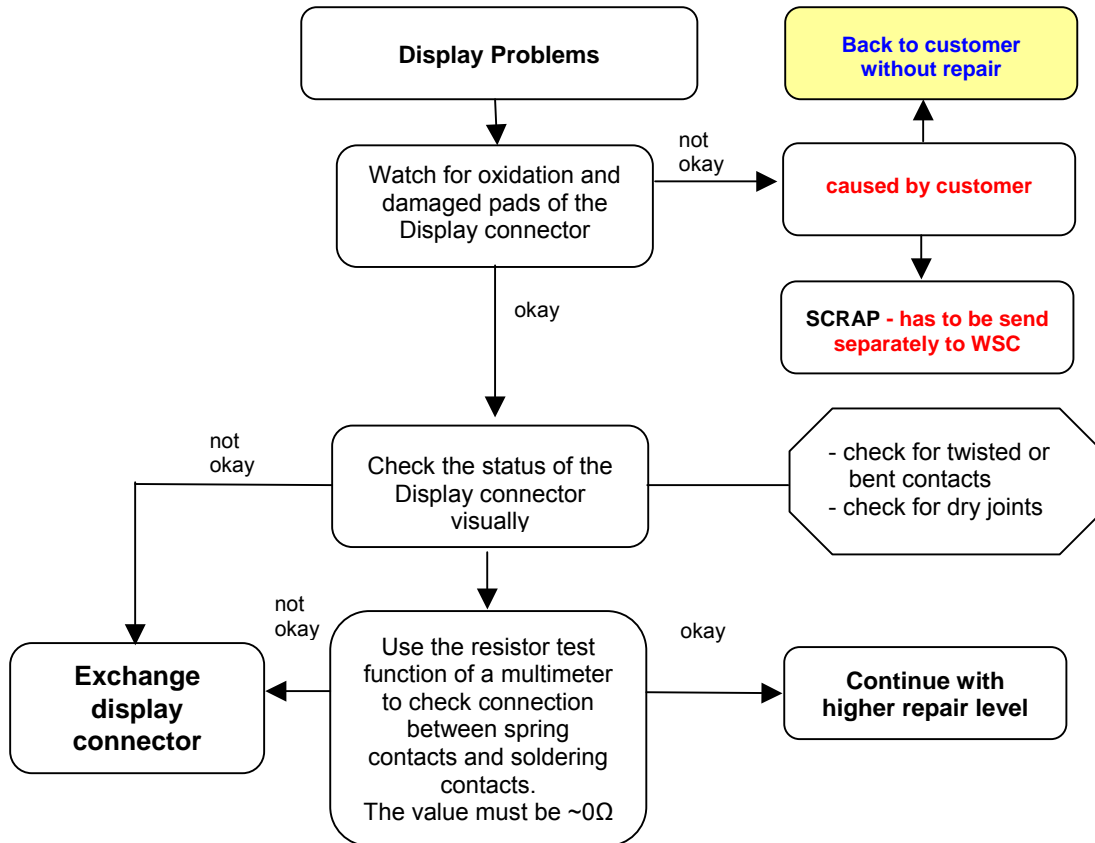 Display Problems
Back to customer
without repair
not
okay
Watch for oxidation and
damaged pads of the
Display connector
caused by customer
okay
SCRAP - has to be send
separately to WSC
not
okay
Check the status of the
Display connector
visually
- check for twisted or
bent contacts
- check for dry joints
not
okay
okay
Use the resistor test
function of a multimeter
to check connection
between spring
contacts and soldering
contacts.
The value must be ~0Ω
Exchange
display
connector
Continue with
higher repair level